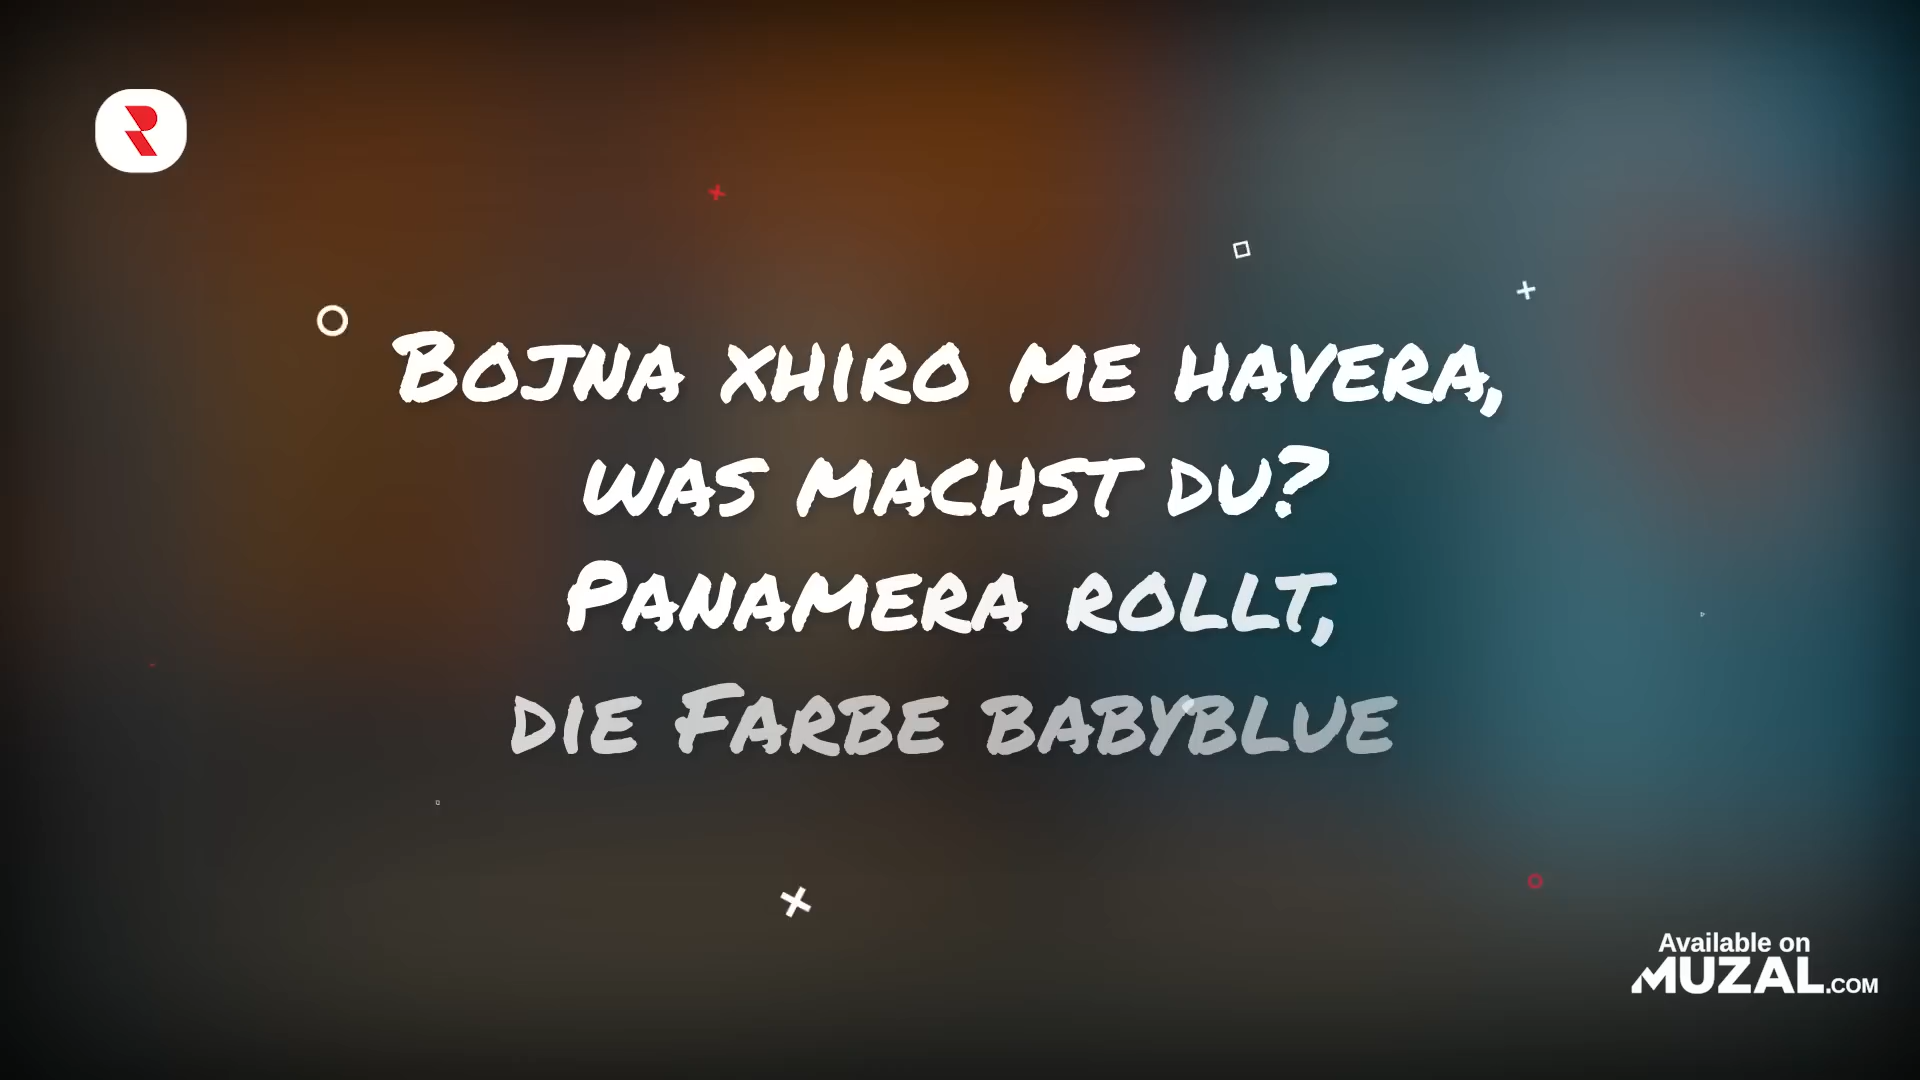 Bojna xhiro me havera,
was machst du?
Panamera rollt,
die Farbe babyblue
Available on
MUZAL.COM